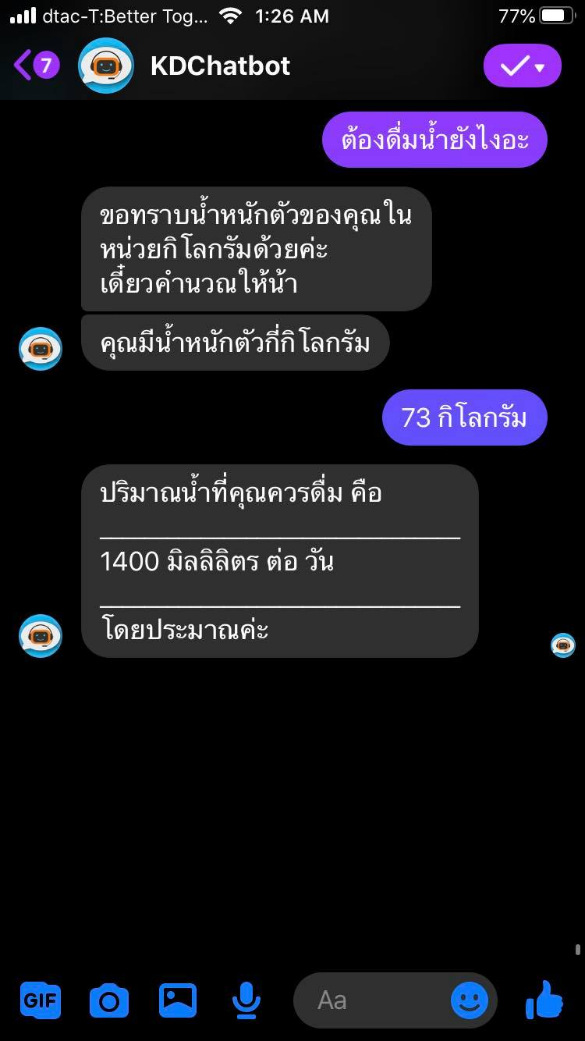 dtac-T:Better Tog... 1:26 AM 77%
7 KDChatbot
ต้องดื่มน้ำยังไงอะ
ขอทราบน้ำหนักตัวของคุณใน
หน่วยกิโลกรัมด้วยค่ะ
เดี๋ยวคำนวณให้น้า
คุณมีน้ำหนักตัวกี่กิโลกรัม
73 กิโลกรัม
ปริมาณน้ำที่คุณควรดื่ม คือ
1400 มิลลิลิตร ต่อ วัน
โดยประมาณค่ะ
GIF Aa